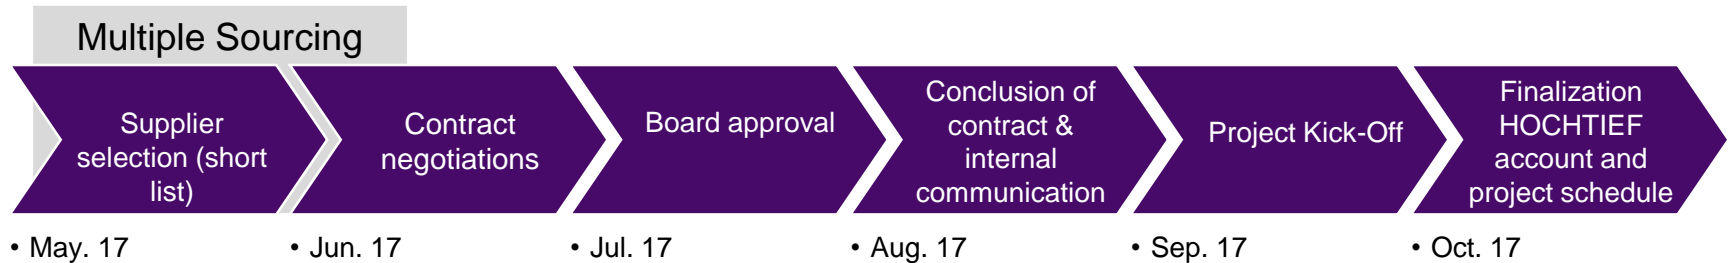 Multiple Sourcing
Supplier
selection (short
list)
Contract
negotiations
Board approval
Conclusion of
contract &
internal
communication
Project Kick-Off
Finalization
HOCHTIEF
account and
project schedule
• May. 17
• Jun. 17
• Jul. 17
• Aug. 17
• Sep. 17
• Oct. 17